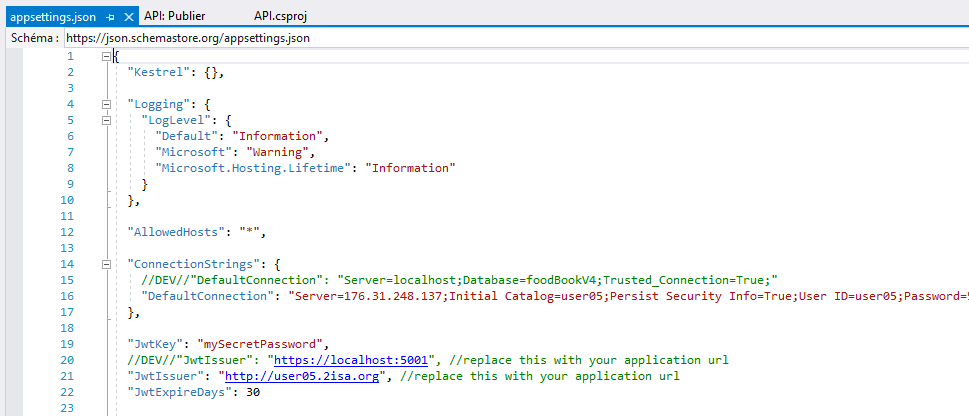 appsettings.json API: Publier API.csproj
Schéma : https://json.schemastore.org/appsettings.json
1 {
2 "Kestrel": {},
3
4 "Logging": {
5 "LogLevel": {
6 "Default": "Information",
7 "Microsoft": "Warning",
8 "Microsoft.Hosting.Lifetime": "Information"
9 }
10 },
11
12 "AllowedHosts": "*",
13
14 "ConnectionStrings": {
15 //DEV//"DefaultConnection": "Server=localhost;Database=foodBookV4;Trusted_Connection=True;"
16 "DefaultConnection": "Server=176.31.248.137;Initial Catalog=user05;Persist Security Info=True;User ID=user05;Password=
17 },
18
19 "JwtKey": "mySecretPassword",
20 //DEV//"JwtIssuer": "https://localhost:5001", //replace this with your application url
21 "JwtIssuer": "http://user05.2isa.org", //replace this with your application url
22 "JwtExpireDays": 30
23